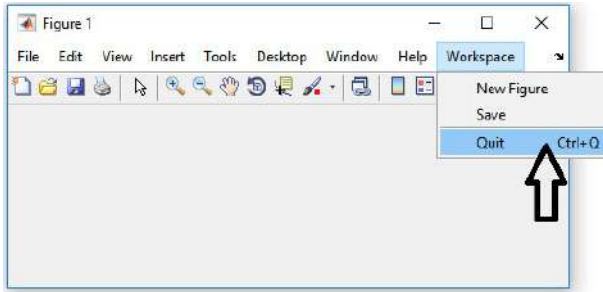 Figure 1
File Edit View Insert Tools Desktop Window Help Workspace
New Figure
Save
Quit Ctrl+Q